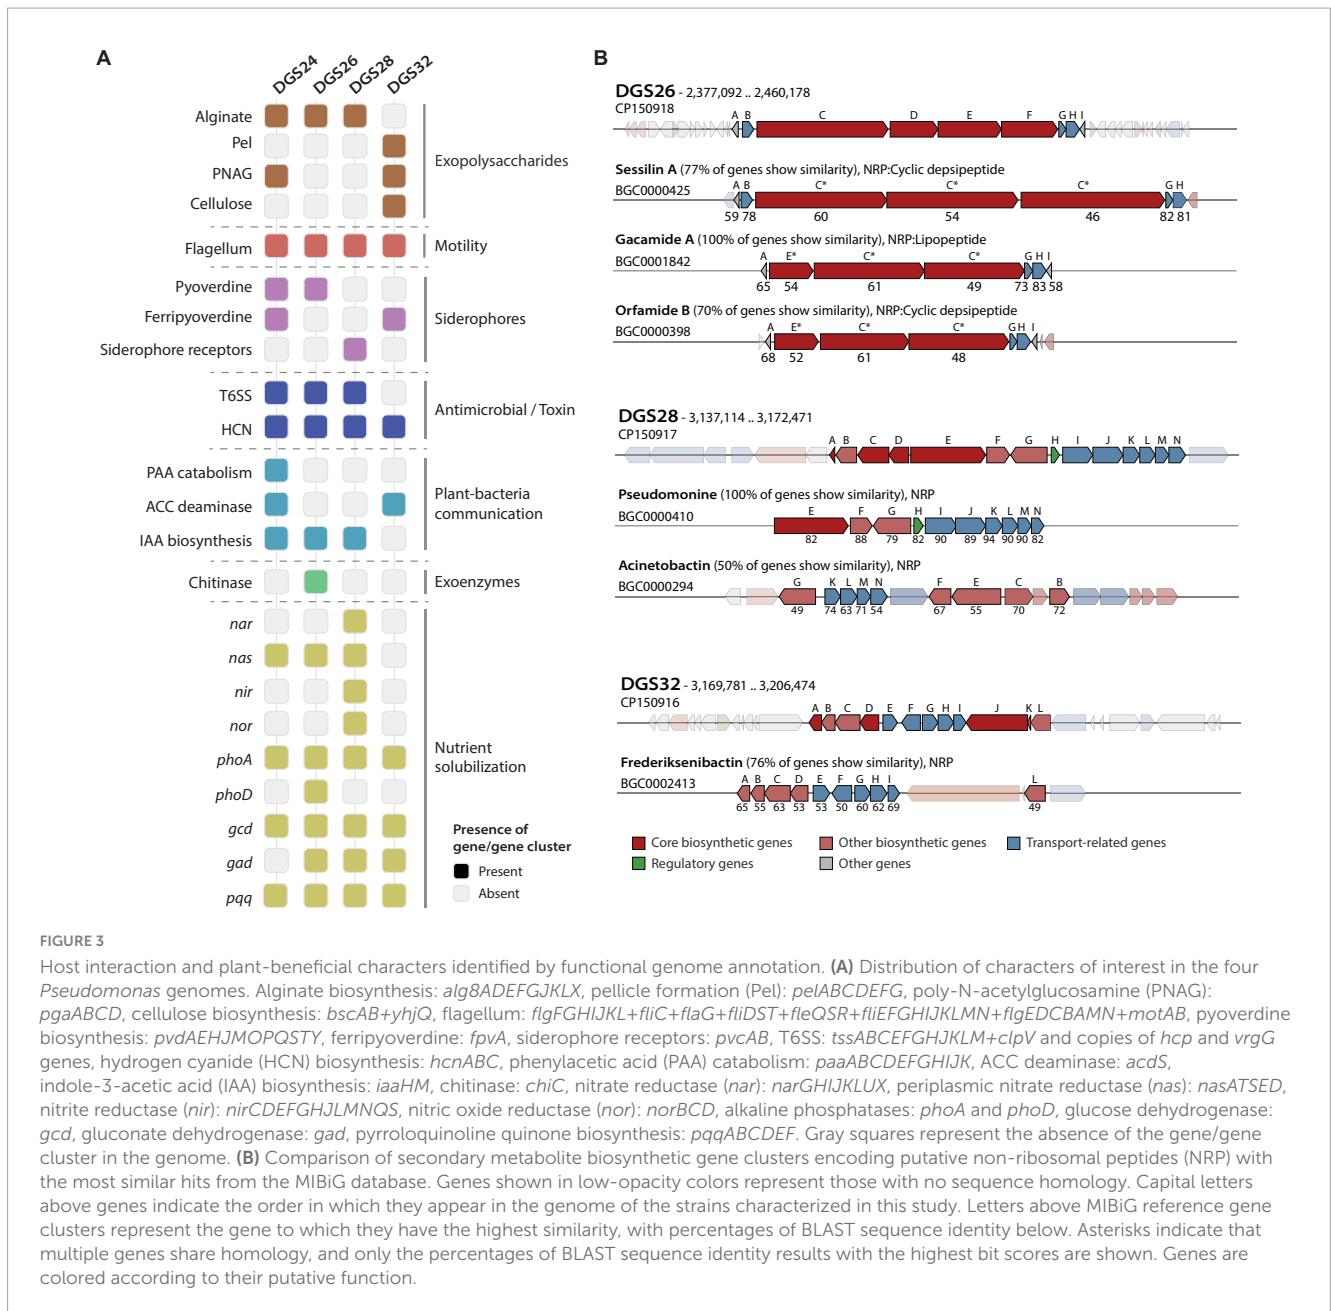 A
DGS24
DGS26
DGS28
DGS32
Alginate
Pel
PNAG
Cellulose
Exopolysaccharides
Flagellum
Motility
Pyoverdine
Ferripyoverdine
Siderophore receptors
Siderophores
T6SS
HCN
Antimicrobial / Toxin
PAA catabolism
ACC deaminase
IAA biosynthesis
Plant-bacteria
communication
Chitinase
Exoenzymes
nar
nas
nir
nor
phoA
phoD
gcd
gad
pqq
Nutrient
solubilization
Presence of
gene/gene cluster
Present
Absent
B
DGS26 - 2,377,092 .. 2,460,178
CP150918
A B C D E F G H I
Sessilin A (77% of genes show similarity), NRP:Cyclic depsipeptide
BGC0000425
A B C* C* C* G H
59 78 60 54 46 82 81
Gacamide A (100% of genes show similarity), NRP:Lipopeptide
BGC0001842
A E* C* C* G H I
65 54 61 49 73 83 58
Orfamide B (70% of genes show similarity), NRP:Cyclic depsipeptide
BGC0000398
A E* C* C* G H I
68 52 61 48
DGS28 - 3,137,114 .. 3,172,471
CP150917
A B C D E F G H I J K L M N
Pseudomonine (100% of genes show similarity), NRP
BGC0000410
E F G H I J K L M N
82 88 79 82 90 89 94 90 90 82
Acinetobactin (50% of genes show similarity), NRP
BGC0000294
G K L M N F E C B
49 74 63 71 54 67 55 70 72
DGS32 - 3,169,781 .. 3,206,474
CP150916
A B C D E F G H I J K L
Frederiksenibactin (76% of genes show similarity), NRP
BGC0002413
A B C D E F G H I L
65 55 63 53 53 50 60 62 69 49
Core biosynthetic genes
Other biosynthetic genes
Transport-related genes
Regulatory genes
Other genes
FIGURE 3
Host interaction and plant-beneficial characters identified by functional genome annotation. (A) Distribution of characters of interest in the four
Pseudomonas genomes. Alginate biosynthesis: alg8ADEFGJKLX, pellicle formation (Pel): pelABCDEFG, poly-N-acetylglucosamine (PNAG):
pgaABCD, cellulose biosynthesis: bscAB+yhjQ, flagellum: flgFGHIJKL+fliC+flaG+fliDST+fleQSR+fliEFGHIJKLMN+flgEDCBAMN+motAB, pyoverdine
biosynthesis: pvdAEHJMOPQSTY, ferripyoverdine: fpvA, siderophore receptors: pvcAB, T6SS: tssABCEFGHJKLM+clpV and copies of hcp and vrgG
genes, hydrogen cyanide (HCN) biosynthesis: hcnABC, phenylacetic acid (PAA) catabolism: paaABCDEFGHIJK, ACC deaminase: acdS,
indole-3-acetic acid (IAA) biosynthesis: iaaHM, chitinase: chiC, nitrate reductase (nar): narGHIJKLUX, periplasmic nitrate reductase (nas): nasATSED,
nitrite reductase (nir): nirCDEFGHJLMNQS, nitric oxide reductase (nor): norBCD, alkaline phosphatases: phoA and phoD, glucose dehydrogenase:
gcd, gluconate dehydrogenase: gad, pyrroloquinoline quinone biosynthesis: pqqABCDEF. Gray squares represent the absence of the gene/gene
cluster in the genome. (B) Comparison of secondary metabolite biosynthetic gene clusters encoding putative non-ribosomal peptides (NRP) with
the most similar hits from the MIBiG database. Genes shown in low-opacity colors represent those with no sequence homology. Capital letters
above genes indicate the order in which they appear in the genome of the strains characterized in this study. Letters above MIBiG reference gene
clusters represent the gene to which they have the highest similarity, with percentages of BLAST sequence identity below. Asterisks indicate that
multiple genes share homology, and only the percentages of BLAST sequence identity results with the highest bit scores are shown. Genes are
colored according to their putative function.